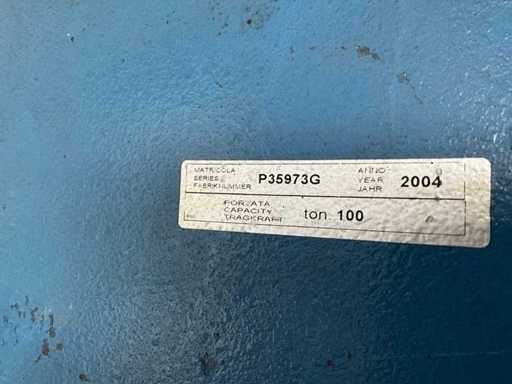 MATRICOLA
SERIES
FABRIKNUMMER
P35973G
ANNO
YEAR
JAHR
2004
PORTATA
CAPACITY
TRAGKRAFT
ton 100